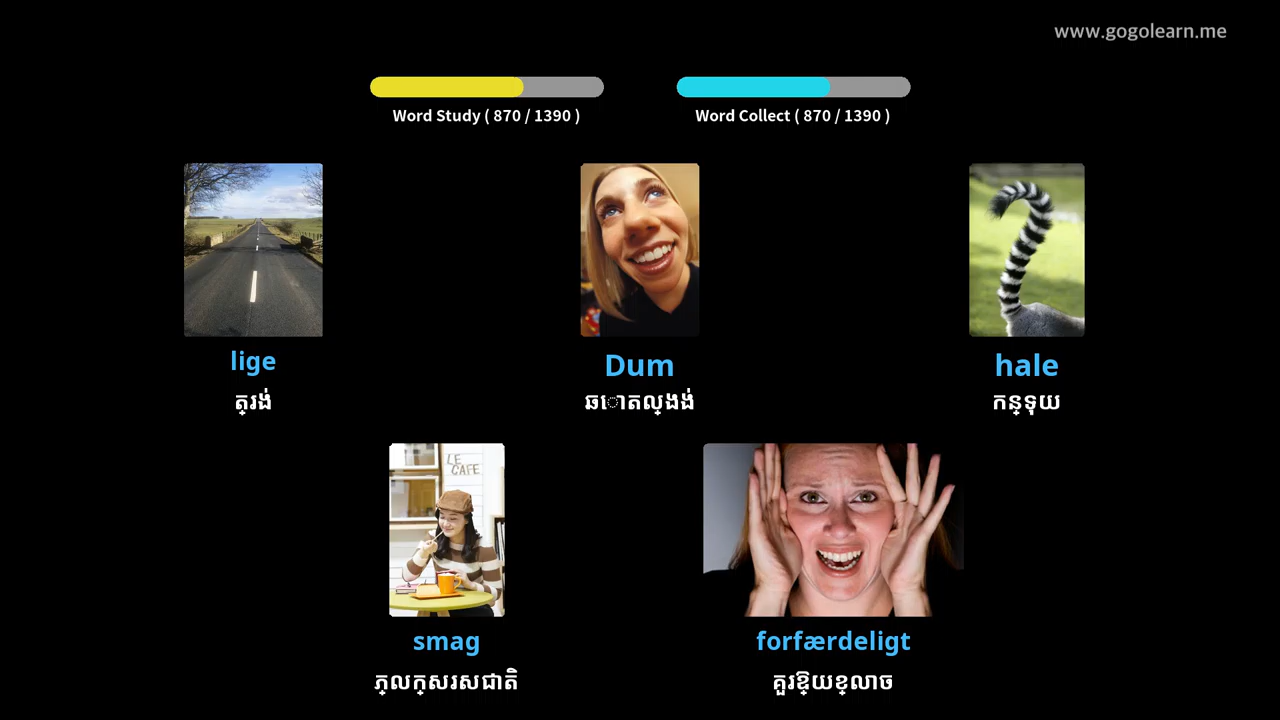 www.gogolearn.me
Word Study ( 870 / 1390 )
Word Collect ( 870 / 1390 )
lige
ត្រង់
Dum
ឆោតល្ងង់
hale
កន្ទុយ
LE CAFE
smag
ភ្លក្សរសជាតិ
forfærdeligt
គួរឱ្យខ្លាច